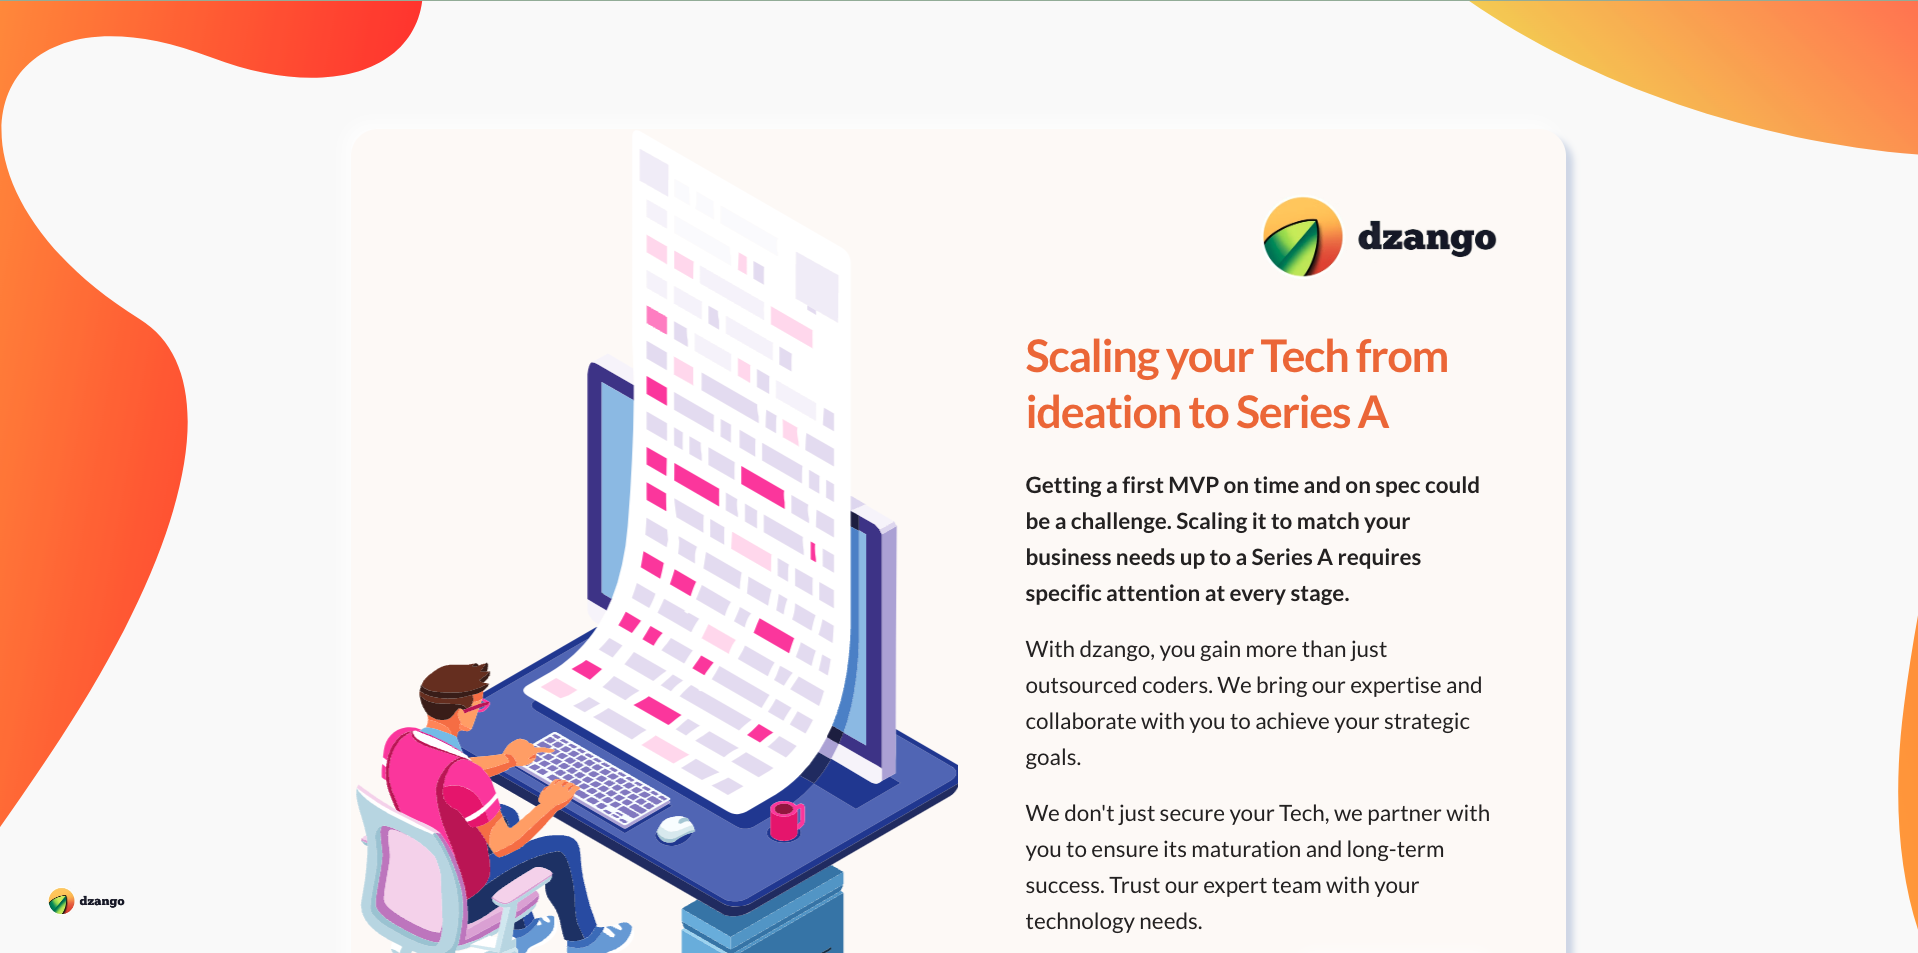 dzango
Scaling your Tech from
ideation to Series A
Getting a first MVP on time and on spec could
be a challenge. Scaling it to match your
business needs up to a Series A requires
specific attention at every stage.
With dzango, you gain more than just
outsourced coders. We bring our expertise and
collaborate with you to achieve your strategic
goals.
We don't just secure your Tech, we partner with
you to ensure its maturation and long-term
success. Trust our expert team with your
technology needs.
dzango